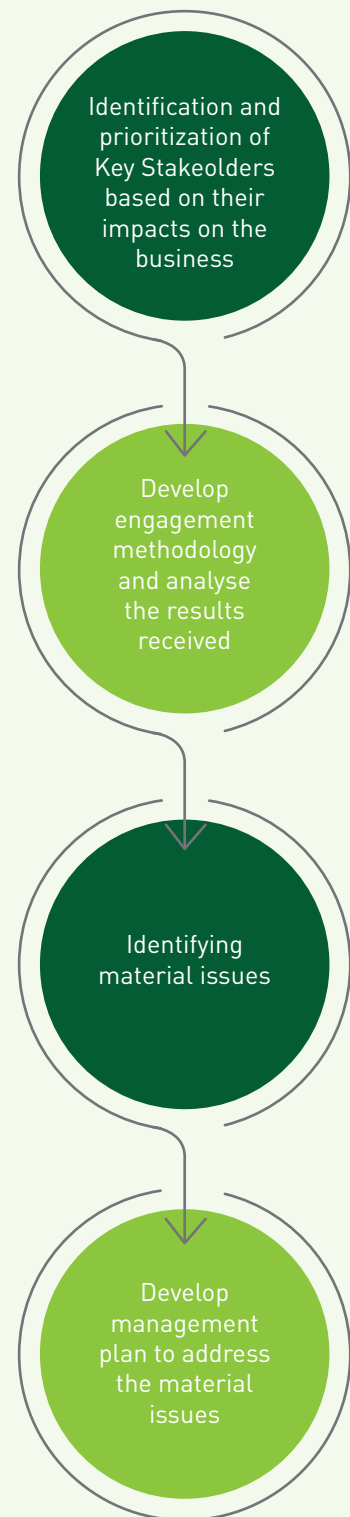 Identification and
prioritization of
Key Stakeolders
based on their
impacts on the
business
Develop
engagement
methodology
and analyse
the results
received
Identifying
material issues
Develop
management
plan to address
the material
issues